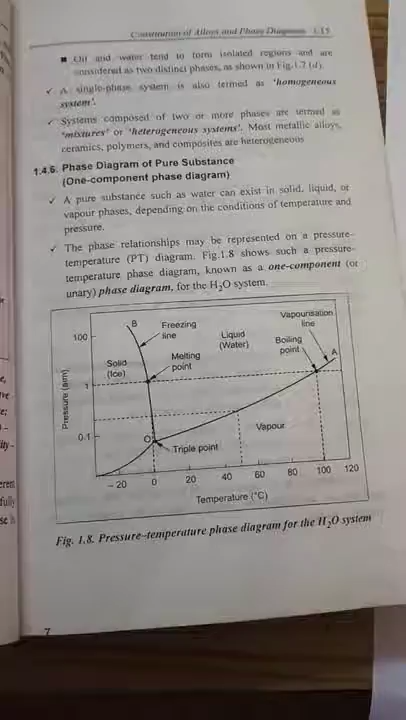 Constitution of Alloys and Phase Diagrams 1.15
■ Oil and water tend to form isolated regions and are
considered as two distinct phases, as shown in Fig.1.7 (d).
✓ A single-phase system is also termed as 'homogeneous
system'.
✓ Systems composed of two or more phases are termed as
'mixtures' or 'heterogeneous systems'. Most metallic alloys,
ceramics, polymers, and composites are heterogeneous
1.4.6. Phase Diagram of Pure Substance
(One-component phase diagram)
✓ A pure substance such as water can exist in solid, liquid, or
vapour phases, depending on the conditions of temperature and
pressure.
✓ The phase relationships may be represented on a pressure-
temperature (PT) diagram. Fig.1.8 shows such a pressure-
temperature phase diagram, known as a one-component (or
unary) phase diagram, for the H₂O system.
B
Freezing
line
Liquid
(Water)
Vapourisation
line
Boiling
point
A
Solid
(Ice)
Melting
point
O
Triple point
Vapour
Pressure (atm)
100
1
0.1
– 20 0 20 40 60 80 100 120
Temperature (°C)
Fig. 1.8. Pressure–temperature phase diagram for the H₂O system
7